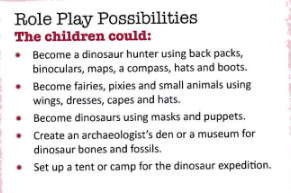 Role Play Possibilities
The children could:
• Become a dinosaur hunter using back packs,
binoculars, maps, a compass, hats and boots.
• Become fairies, pixies and small animals using
wings, dresses, capes and hats.
• Become dinosaurs using masks and puppets.
• Create an archaeologist's den or a museum for
dinosaur bones and fossils.
• Set up a tent or camp for the dinosaur expedition.